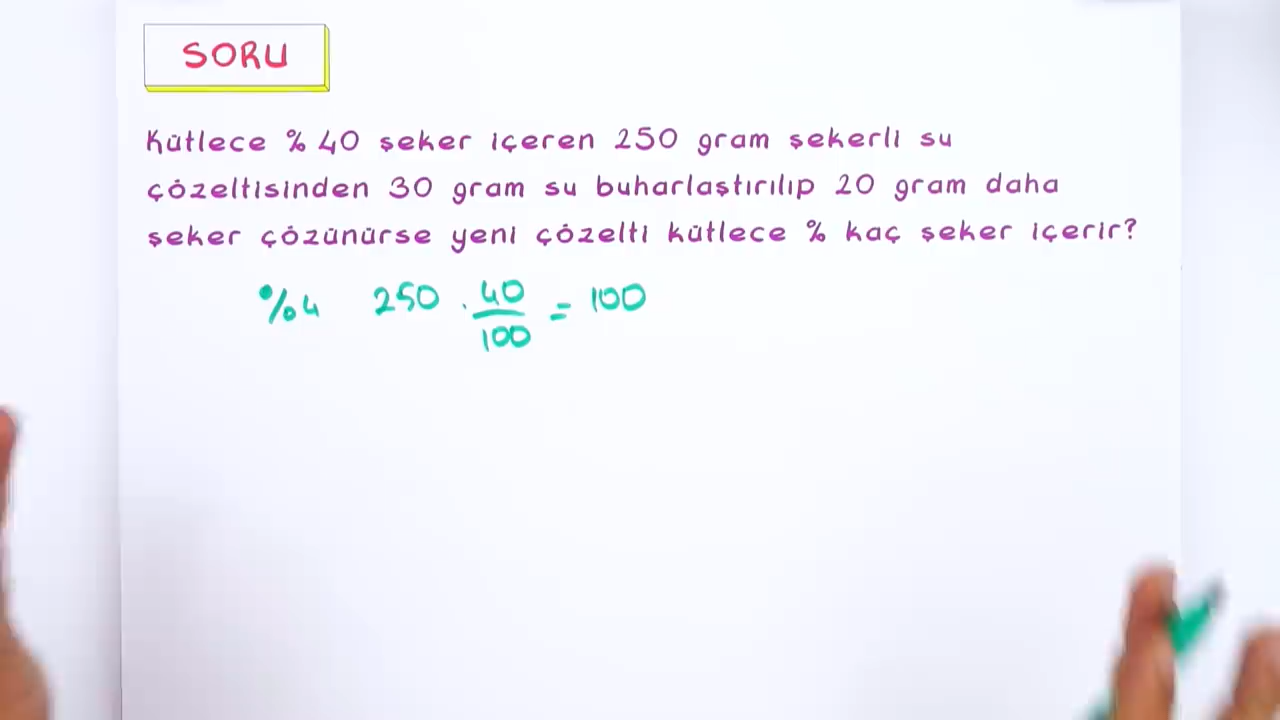 SORU
Kütlece % 40 şeker içeren 250 gram şekerli su
çözeltisinden 30 gram su buharlaştırılıp 20 gram daha
şeker çözünürse yeni çözelti kütlece % kaç şeker içerir?
%4 250 . 40/100 = 100